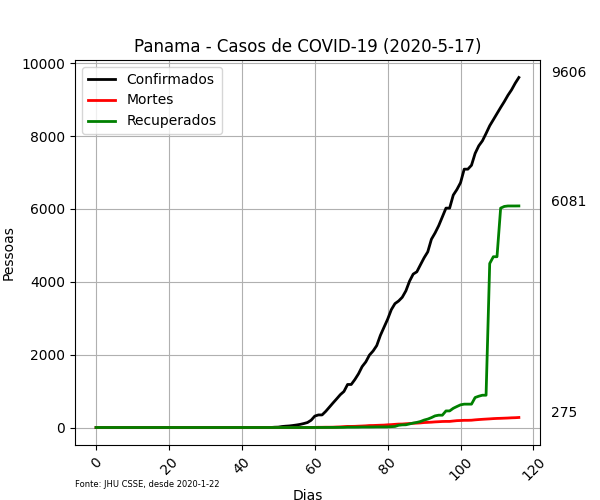 Panama - Casos de COVID-19 (2020-5-17)
Confirmados
Mortes
Recuperados
10000
8000
6000
4000
2000
0
Pessoas
9606
6081
275
0
20
40
60
80
100
120
Dias
Fonte: JHU CSSE, desde 2020-1-22